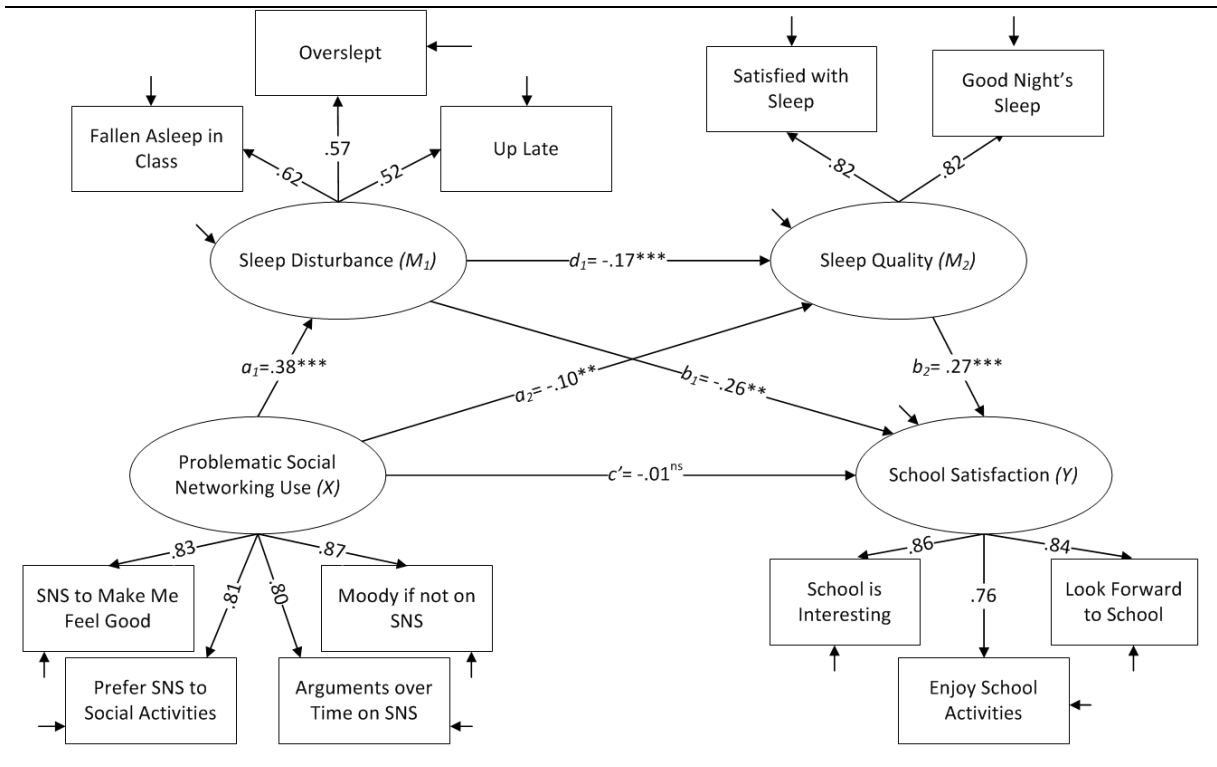 Overslept
Fallen Asleep in
Class
Up Late
.62
.57
.52
Satisfied with
Sleep
Good Night's
Sleep
.82
.82
Sleep Disturbance (M₁)
d₁= -.17***
Sleep Quality (M₂)
a₁=.38***
a₂= -.10**
b₁= -.26**
b₂= .27***
Problematic Social
Networking Use (X)
c'= -.01ⁿˢ
School Satisfaction (Y)
.83
.81
.80
.87
.86
.76
.84
SNS to Make Me
Feel Good
Moody if not on
SNS
Prefer SNS to
Social Activities
Arguments over
Time on SNS
School is
Interesting
Look Forward
to School
Enjoy School
Activities